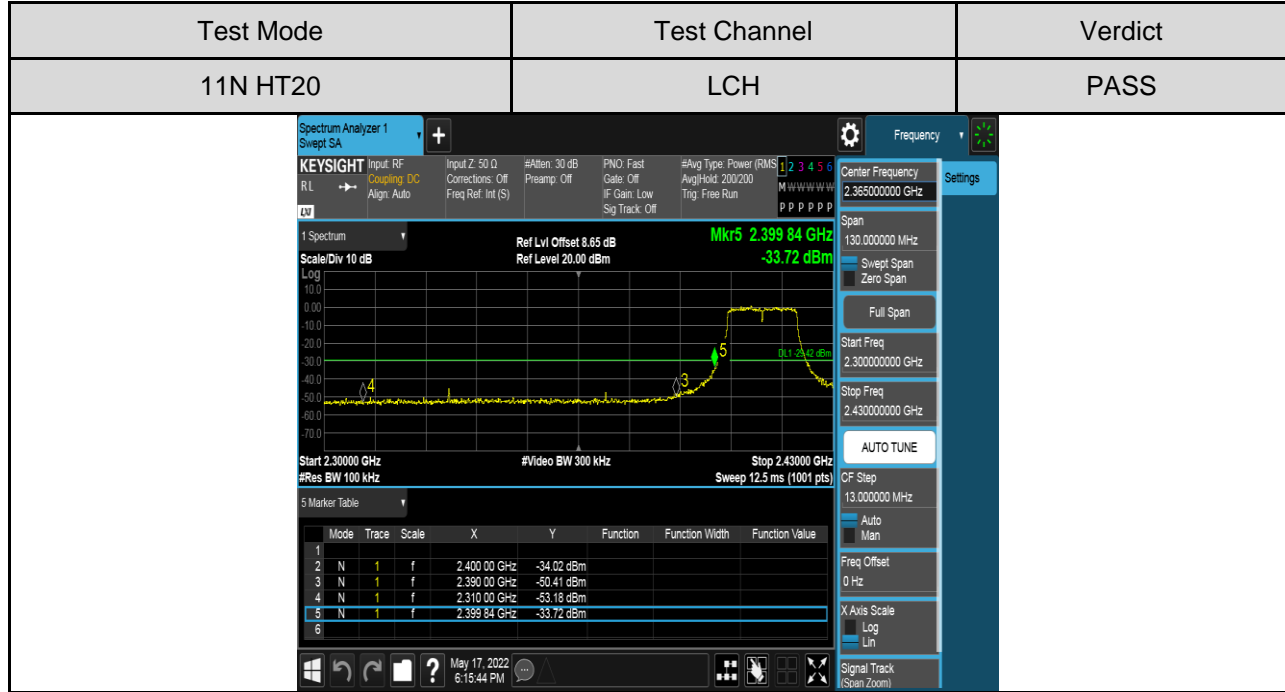 Test Mode Test Channel Verdict
11N HT20 LCH PASS
Spectrum Analyzer 1
Swept SA
+
Frequency
KEYSIGHT
RL
LXI
Input: RF
Coupling: DC
Align: Auto
Input Z: 50 Ω
Corrections: Off
Freq Ref: Int (S)
#Atten: 30 dB
Preamp: Off
PNO: Fast
Gate: Off
IF Gain: Low
Sig Track: Off
#Avg Type: Power (RMS
Avg|Hold: 200/200
Trig: Free Run
1 2 3 4 5 6
M W W W W W
P P P P P P
1 Spectrum
Scale/Div 10 dB
Ref Lvl Offset 8.65 dB
Ref Level 20.00 dBm
Mkr5 2.399 84 GHz
-33.72 dBm
Log
10.0
0.00
-10.0
-20.0
-30.0
-40.0
-50.0
-60.0
-70.0
4
3
5
DL1 -29.42 dBm
Start 2.30000 GHz #Video BW 300 kHz Stop 2.43000 GHz
#Res BW 100 kHz Sweep 12.5 ms (1001 pts)
5 Marker Table
Mode Trace Scale X Y Function Function Width Function Value
1
2 N 1 f 2.400 00 GHz -34.02 dBm
3 N 1 f 2.390 00 GHz -50.41 dBm
4 N 1 f 2.310 00 GHz -53.18 dBm
5 N 1 f 2.399 84 GHz -33.72 dBm
6
?
May 17, 2022
6:15:44 PM
Center Frequency
2.365000000 GHz
Settings
Span
130.000000 MHz
Swept Span
Zero Span
Full Span
Start Freq
2.300000000 GHz
Stop Freq
2.430000000 GHz
AUTO TUNE
CF Step
13.000000 MHz
Auto
Man
Freq Offset
0 Hz
X Axis Scale
Log
Lin
Signal Track
(Span Zoom)